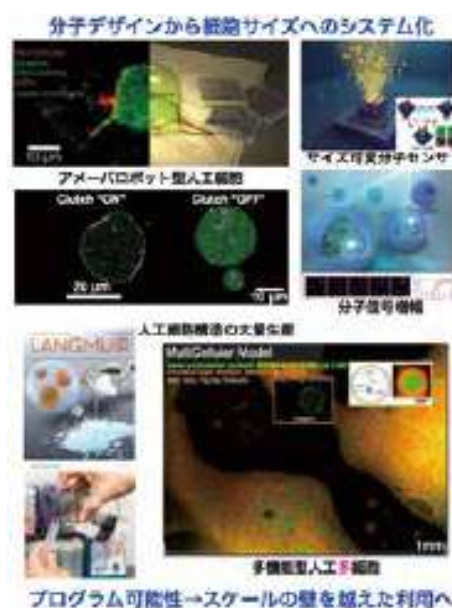 分子デザインから細胞サイズへのシステム化
10 μm
アメーバロボット型人工細胞
サイズ可変分子センサ
Clutch "ON"
Clutch "OFF"
20 μm
10 μm
分子信号増幅
人工細胞構造の大量生産
LANGMUIR
MultiCellular Model
1mm
多機能型人工多細胞
プログラム可能性→スケールの壁を越えた利用へ